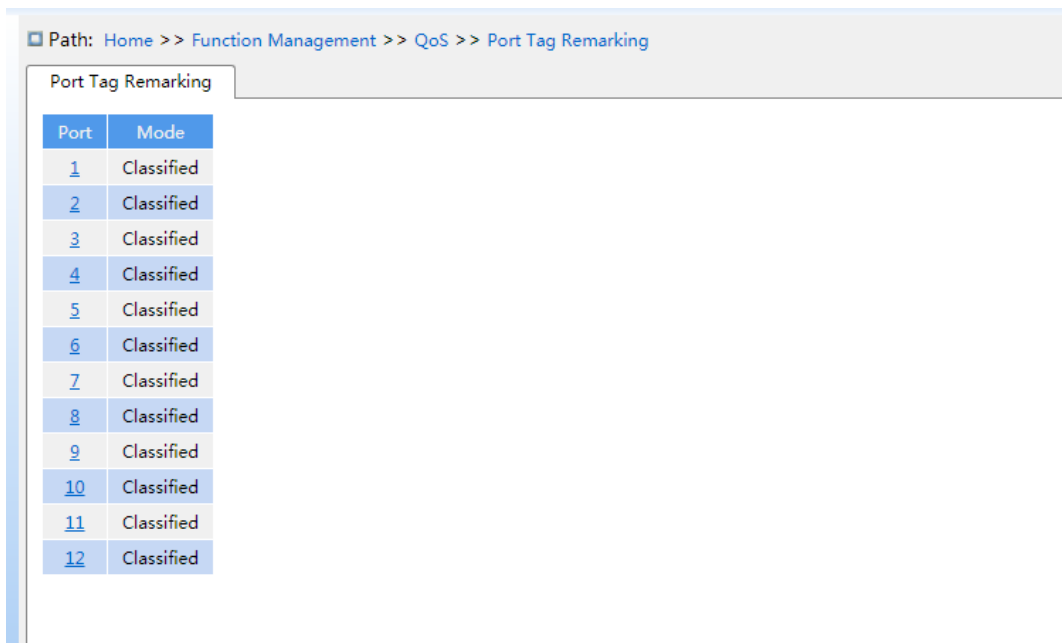 Path: Home >> Function Management >> QoS >> Port Tag Remarking
Port Tag Remarking
Port Mode
1 Classified
2 Classified
3 Classified
4 Classified
5 Classified
6 Classified
7 Classified
8 Classified
9 Classified
10 Classified
11 Classified
12 Classified